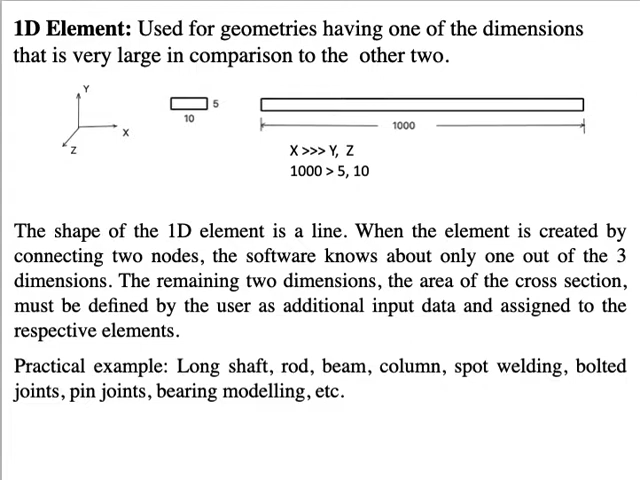 1D Element: Used for geometries having one of the dimensions
that is very large in comparison to the other two.
Y
X
Z
5
10
1000
X >>> Y, Z
1000 > 5, 10
The shape of the 1D element is a line. When the element is created by
connecting two nodes, the software knows about only one out of the 3
dimensions. The remaining two dimensions, the area of the cross section,
must be defined by the user as additional input data and assigned to the
respective elements.
Practical example: Long shaft, rod, beam, column, spot welding, bolted
joints, pin joints, bearing modelling, etc.